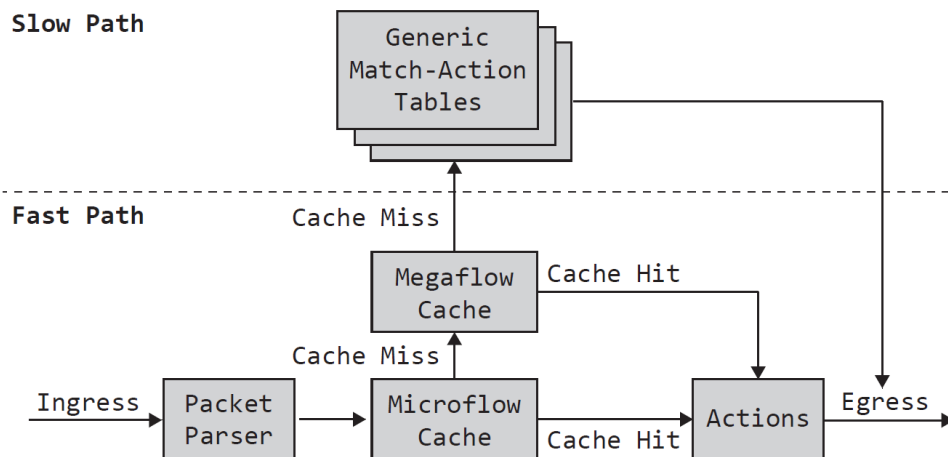 Slow Path
Generic
Match-Action
Tables
Fast Path
Cache Miss
Megaflow
Cache
Cache Hit
Cache Miss
Ingress
Packet
Parser
Microflow
Cache
Cache Hit
Actions
Egress